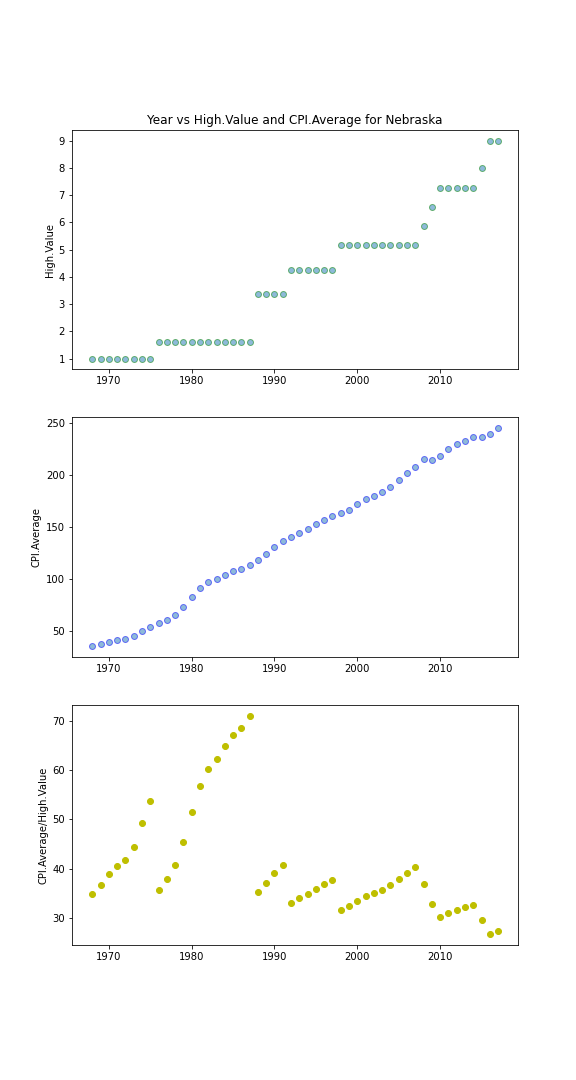 Year vs High.Value and CPI.Average for Nebraska
9
8
7
6
5
4
3
2
1
High.Value
1970 1980 1990 2000 2010
250
200
150
100
50
CPI.Average
1970 1980 1990 2000 2010
70
60
50
40
30
CPI.Average/High.Value
1970 1980 1990 2000 2010